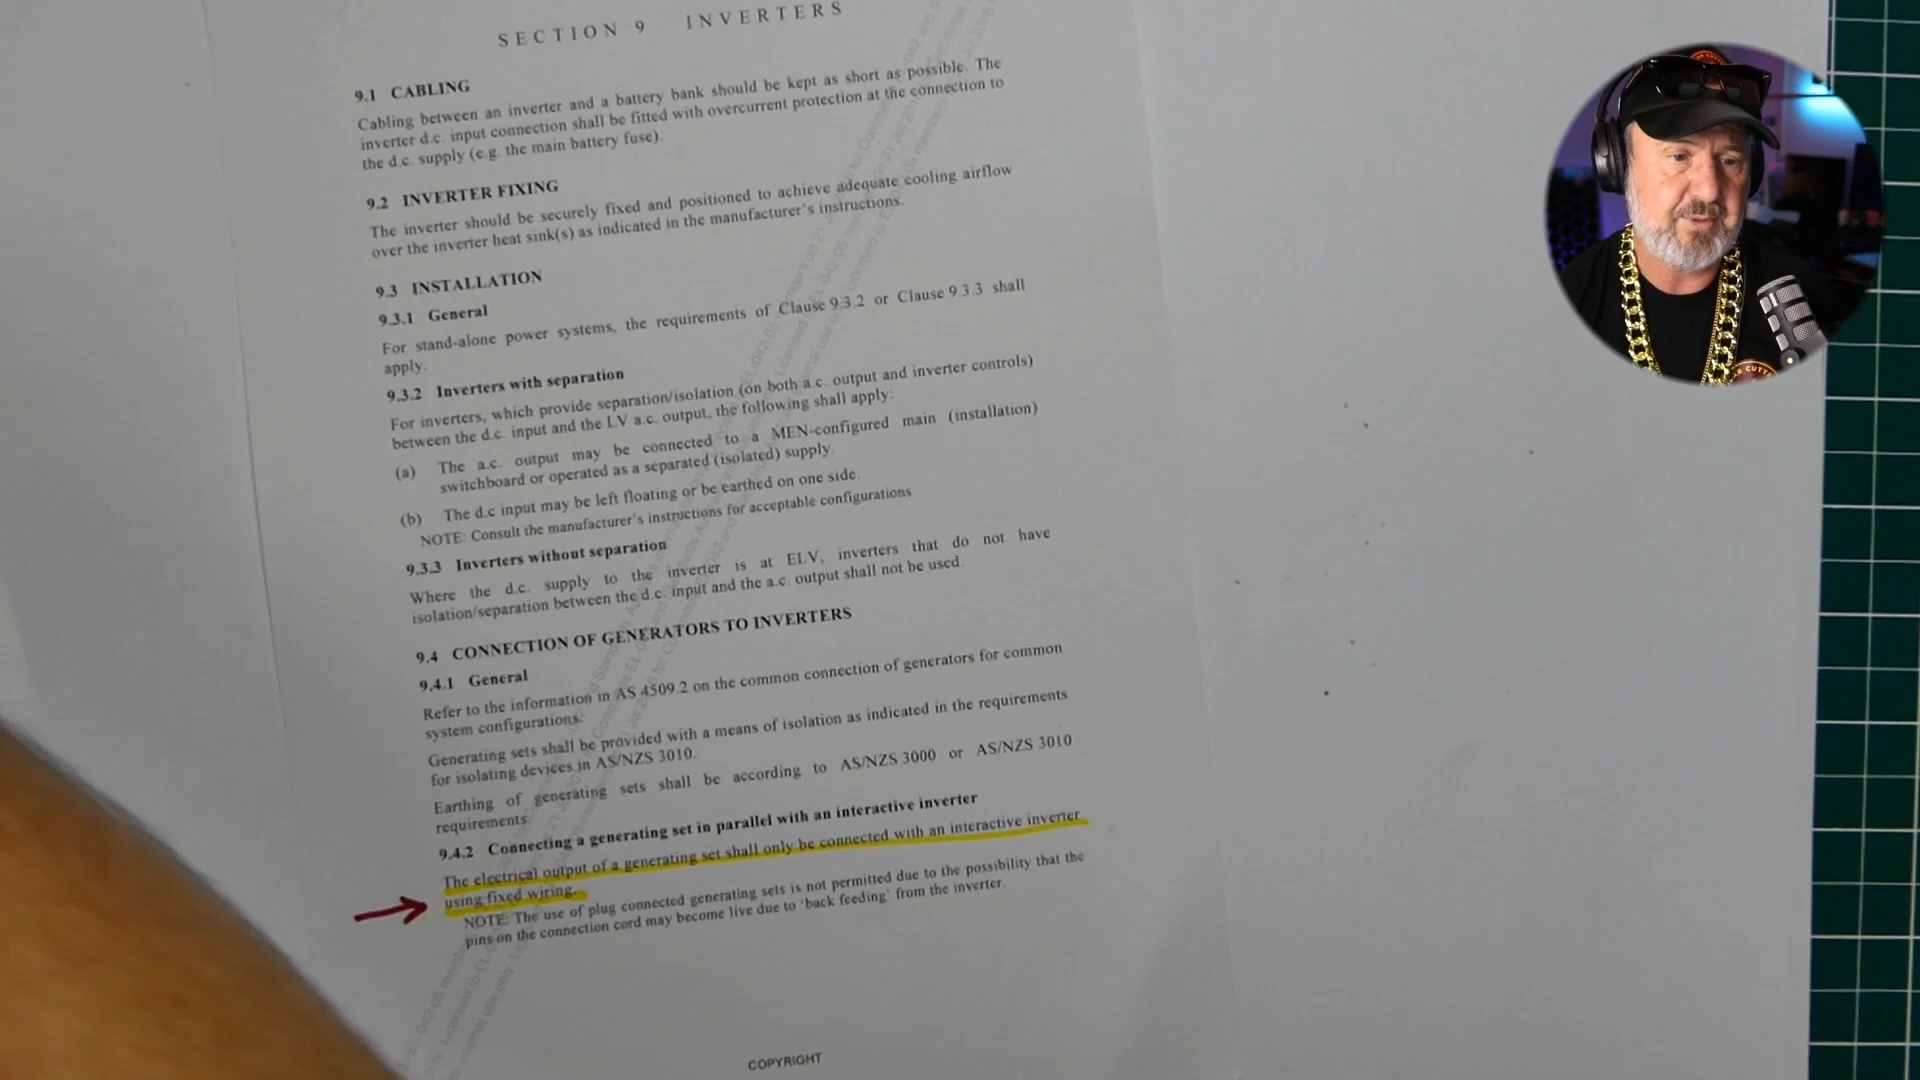 SECTION 9 INVERTERS
9.1 CABLING
Cabling between an inverter and a battery bank should be kept as short as possible. The
inverter d.c. input connection shall be fitted with overcurrent protection at the connection to
the d.c. supply (e.g. the main battery fuse).
9.2 INVERTER FIXING
The inverter should be securely fixed and positioned to achieve adequate cooling airflow
over the inverter heat sink(s) as indicated in the manufacturer's instructions.
9.3 INSTALLATION
9.3.1 General
For stand-alone power systems, the requirements of Clause 9.3.2 or Clause 9.3.3 shall
apply.
9.3.2 Inverters with separation
For inverters, which provide separation/isolation (on both a.c. output and inverter controls)
between the d.c. input and the LV a.c. output, the following shall apply:
(a) The a.c. output may be connected to a MEN-configured main (installation)
switchboard or operated as a separated (isolated) supply.
(b) The d.c input may be left floating or be earthed on one side.
NOTE: Consult the manufacturer's instructions for acceptable configurations
9.3.3 Inverters without separation
Where the d.c. supply to the inverter is at ELV, inverters that do not have
isolation/separation between the d.c. input and the a.c. output shall not be used.
9.4 CONNECTION OF GENERATORS TO INVERTERS
9.4.1 General
Refer to the information in AS 4509.2 on the common connection of generators for common
system configurations.
Generating sets shall be provided with a means of isolation as indicated in the requirements
for isolating devices in AS/NZS 3010.
Earthing of generating sets shall be according to AS/NZS 3000 or AS/NZS 3010
requirements.
9.4.2 Connecting a generating set in parallel with an interactive inverter
The electrical output of a generating set shall only be connected with an interactive inverter
using fixed wiring.
NOTE: The use of plug connected generating sets is not permitted due to the possibility that the
pins on the connection cord may become live due to 'back feeding' from the inverter.
COPYRIGHT